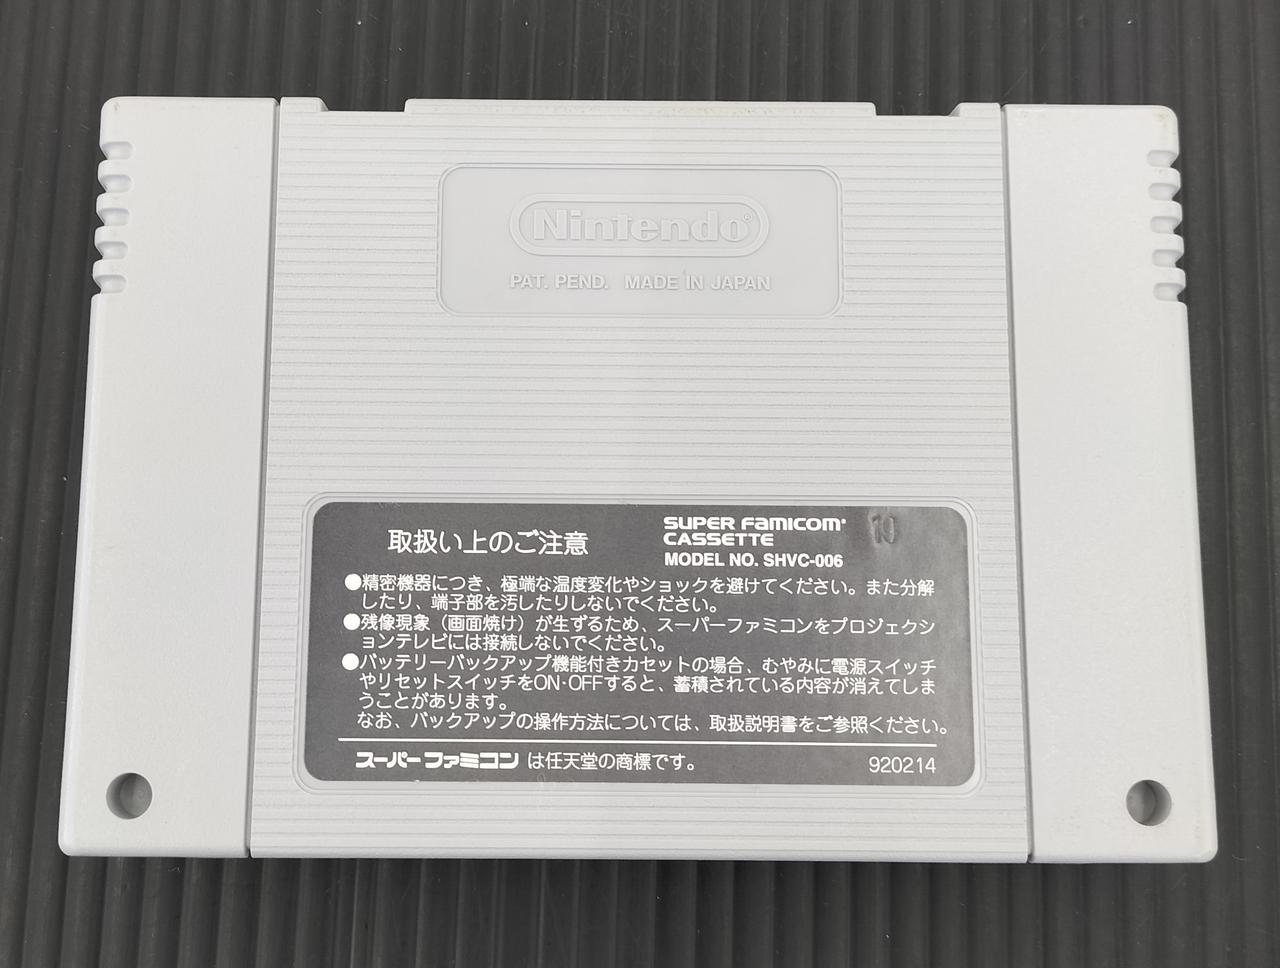 Nintendo®
PAT. PEND. MADE IN JAPAN
取扱い上のご注意
SUPER FAMICOM®
CASSETTE
MODEL NO. SHVC-006
10
●精密機器につき、極端な温度変化やショックを避けてください。また分解
したり、端子部を汚したりしないでください。
●残像現象（画面焼け）が生ずるため、スーパーファミコンをプロジェクシ
ョンテレビには接続しないでください。
●バッテリーバックアップ機能付きカセットの場合、むやみに電源スイッチ
やリセットスイッチをON·OFFすると、蓄積されている内容が消えてしま
うことがあります。
なお、バックアップの操作方法については、取扱説明書をご参照ください。
スーパーファミコン は任天堂の商標です。
920214